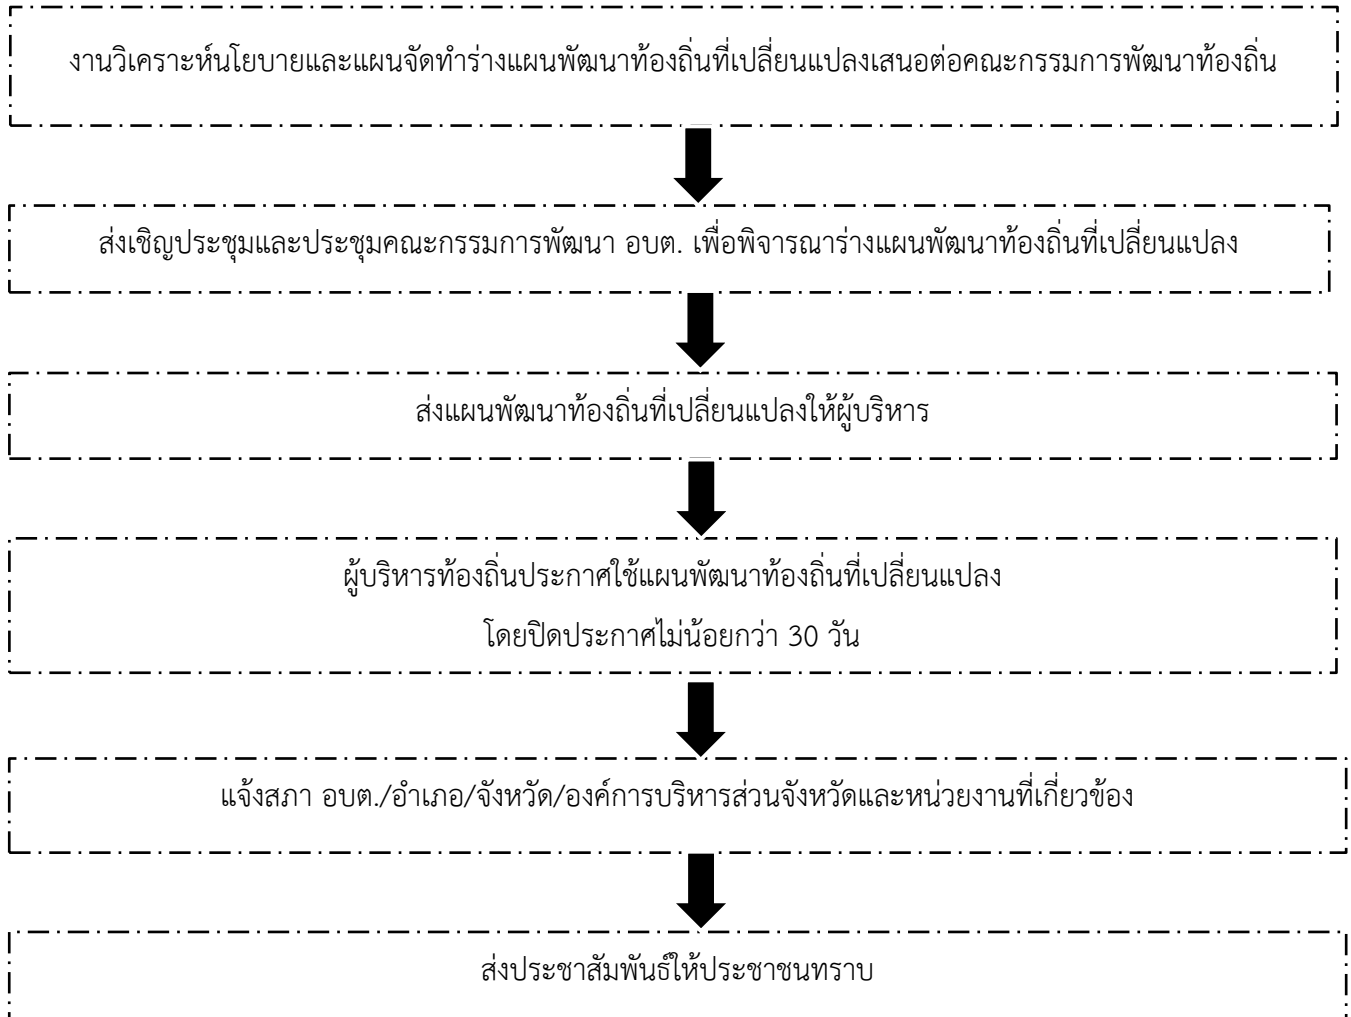 งานวิเคราะห์นโยบายและแผนจัดทำร่างแผนพัฒนาท้องถิ่นที่เปลี่ยนแปลงเสนอต่อคณะกรรมการพัฒนาท้องถิ่น
ส่งเชิญประชุมและประชุมคณะกรรมการพัฒนา อบต. เพื่อพิจารณาร่างแผนพัฒนาท้องถิ่นที่เปลี่ยนแปลง
ส่งแผนพัฒนาท้องถิ่นที่เปลี่ยนแปลงให้ผู้บริหาร
ผู้บริหารท้องถิ่นประกาศใช้แผนพัฒนาท้องถิ่นที่เปลี่ยนแปลง
โดยปิดประกาศไม่น้อยกว่า 30 วัน
แจ้งสภา อบต./อำเภอ/จังหวัด/องค์การบริหารส่วนจังหวัดและหน่วยงานที่เกี่ยวข้อง
ส่งประชาสัมพันธ์ให้ประชาชนทราบ